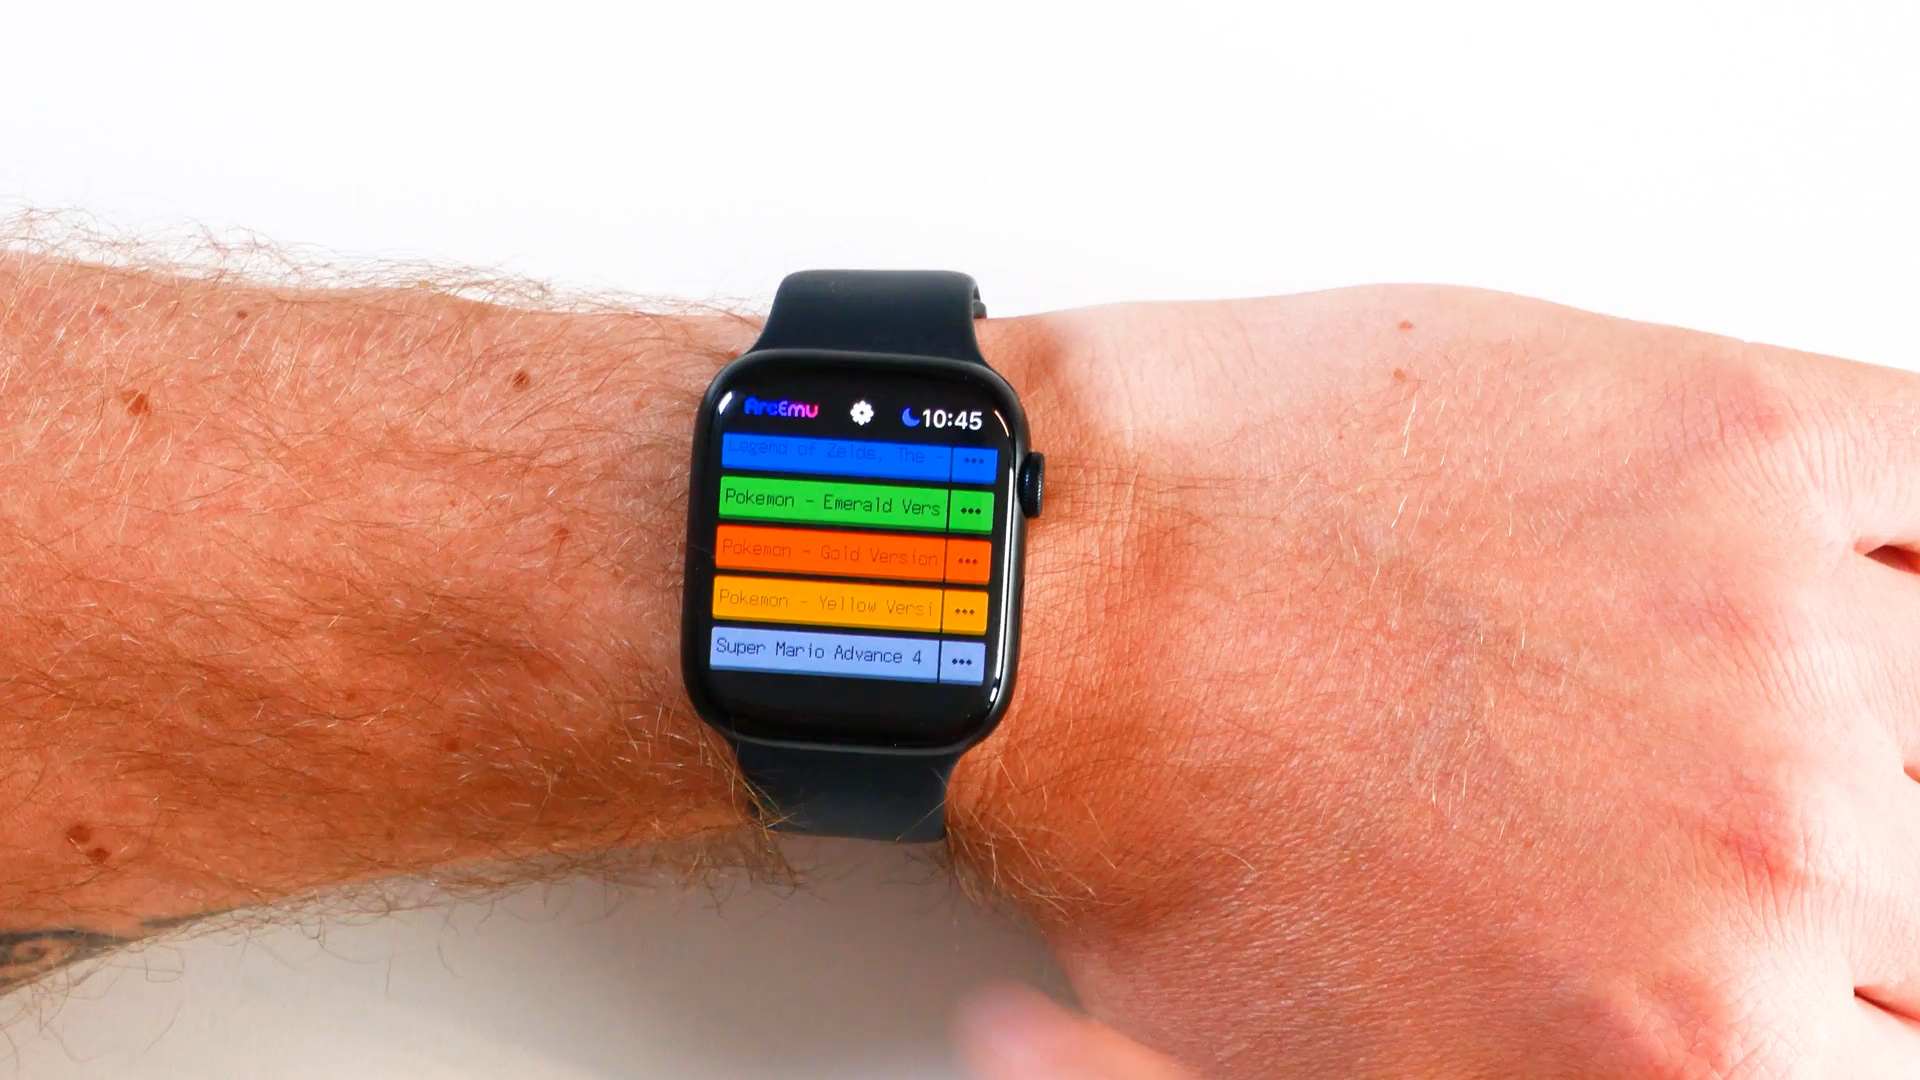 ArcEmu
10:45
Legend of Zelda, The -
Pokemon - Emerald Vers
Pokemon - Gold Version
Pokemon - Yellow Versi
Super Mario Advance 4